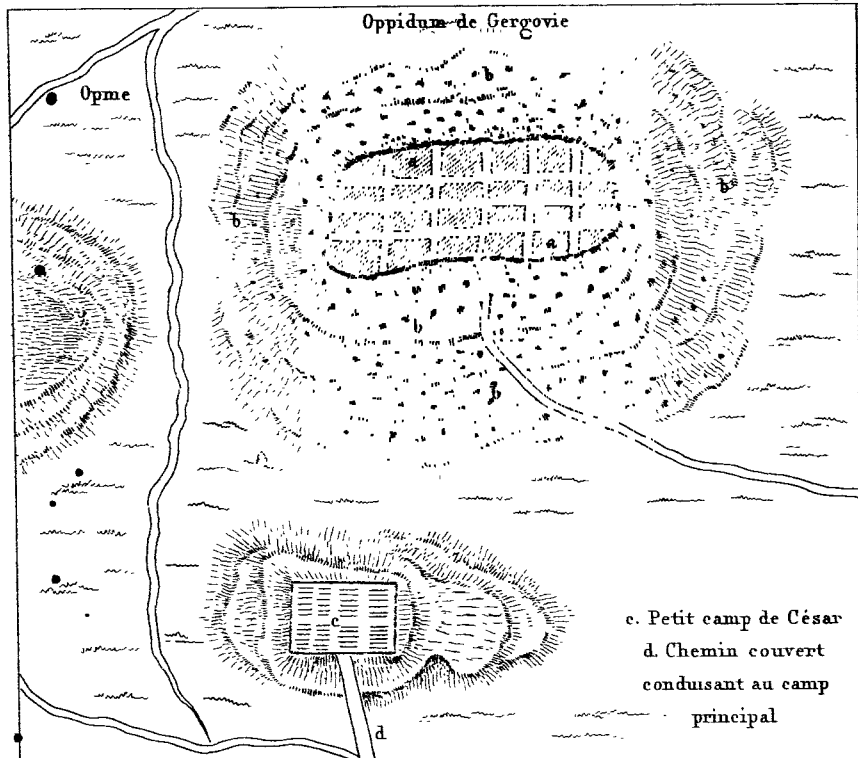 Oppidum de Gergovie
C
b
Opme
a
b
b
a
b
b
c
c. Petit camp de César
d. Chemin couvert
conduisant au camp
principal
d